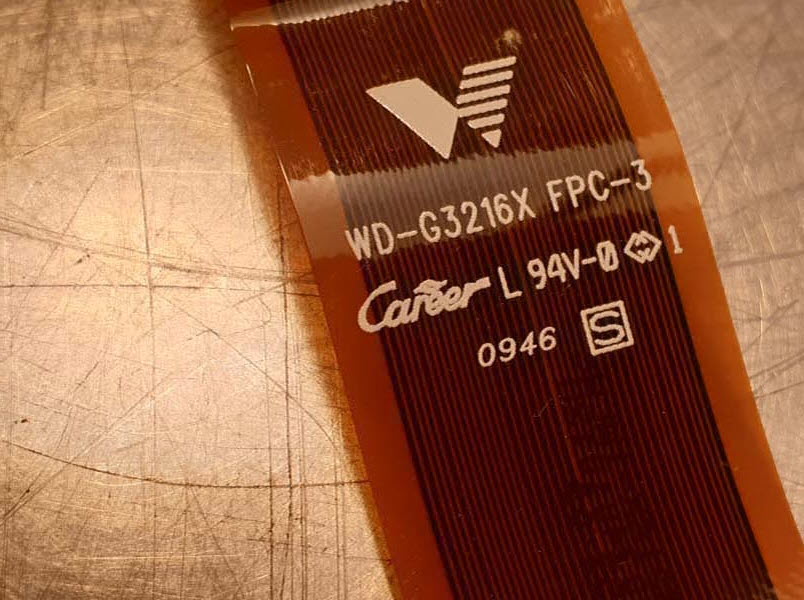 WD-G3216X FPC-3
Career L 94V-0 1
0946 S